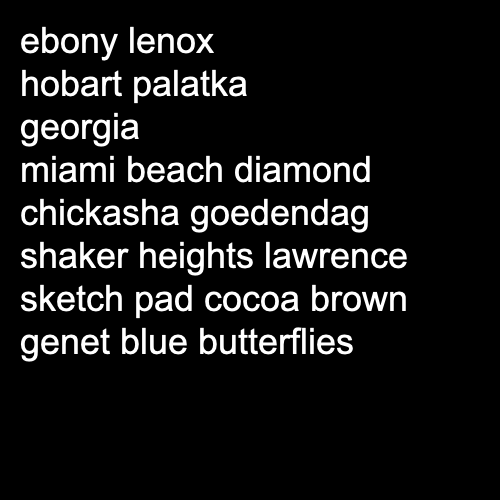 ebony lenox
hobart palatka
georgia
miami beach diamond
chickasha goedendag
shaker heights lawrence
sketch pad cocoa brown
genet blue butterflies